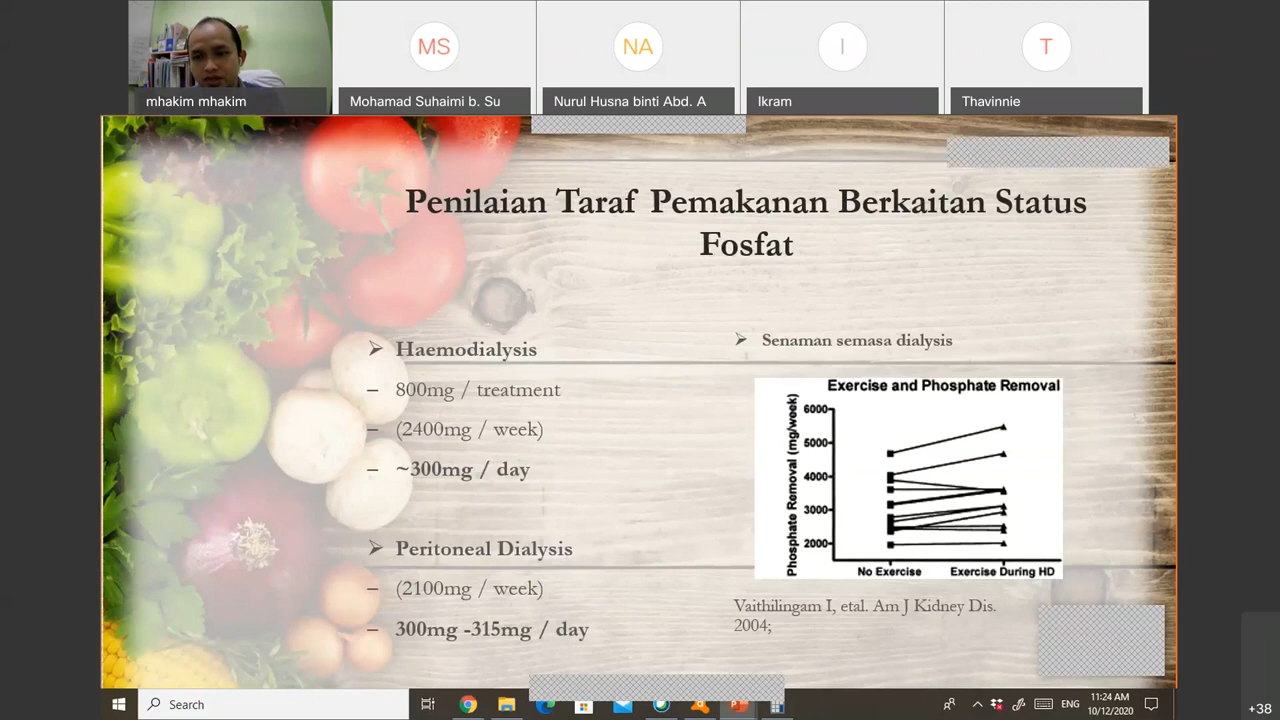 MS
NA
I
T
mhakim mhakim
Mohamad Suhaimi b. Su
Nurul Husna binti Abd. A
Ikram
Thavinnie
Penilaian Taraf Pemakanan Berkaitan Status
Fosfat
➢ Haemodialysis
– 800mg / treatment
– (2400mg / week)
– ~300mg / day
➢ Peritoneal Dialysis
– (2100mg / week)
– 300mg -315mg / day
➢ Senaman semasa dialysis
Exercise and Phosphate Removal
Phosphate Removal (mg/week)
6000
5000
4000
3000
2000
No Exercise
Exercise During HD
Vaithilingam I, etal. Am J Kidney Dis.
2004;
Search
ENG
11:24 AM
10/12/2020
+38